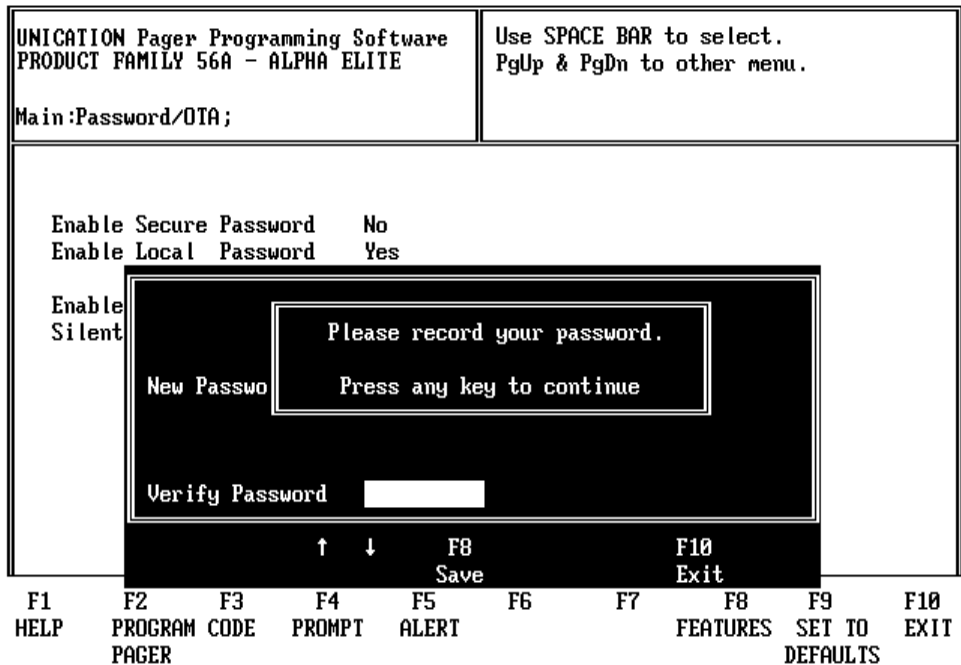 UNICATION Pager Programming Software
PRODUCT FAMILY 56A - ALPHA ELITE
Main:Password/OTA;
Use SPACE BAR to select.
PgUp & PgDn to other menu.
Enable Secure Password No
Enable Local Password Yes
Enable
Silent
Please record your password.
New Passwo
Press any key to continue
Verify Password
↑ ↓ F8 F10
Save Exit
F1 F2 F3 F4 F5 F6 F7 F8 F9 F10
HELP PROGRAM CODE PROMPT ALERT FEATURES SET TO EXIT
PAGER DEFAULTS